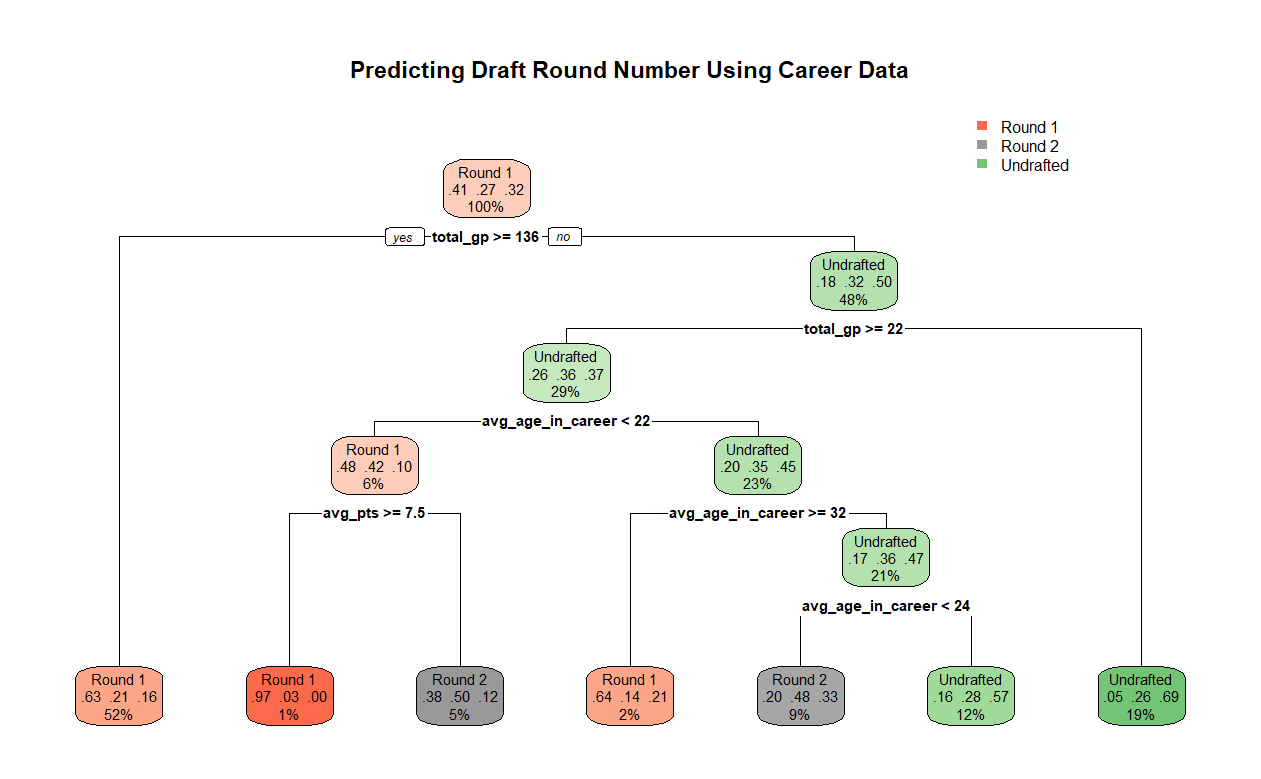 Predicting Draft Round Number Using Career Data
Round 1
Round 2
Undrafted
Round 1
.41 .27 .32
100%
yes total_gp >= 136 no
Undrafted
.18 .32 .50
48%
total_gp >= 22
Undrafted
.26 .36 .37
29%
avg_age_in_career < 22
Round 1
.48 .42 .10
6%
Undrafted
.20 .35 .45
23%
avg_pts >= 7.5
avg_age_in_career >= 32
Undrafted
.17 .36 .47
21%
avg_age_in_career < 24
Round 1
.63 .21 .16
52%
Round 1
.97 .03 .00
1%
Round 2
.38 .50 .12
5%
Round 1
.64 .14 .21
2%
Round 2
.20 .48 .33
9%
Undrafted
.16 .28 .57
12%
Undrafted
.05 .26 .69
19%